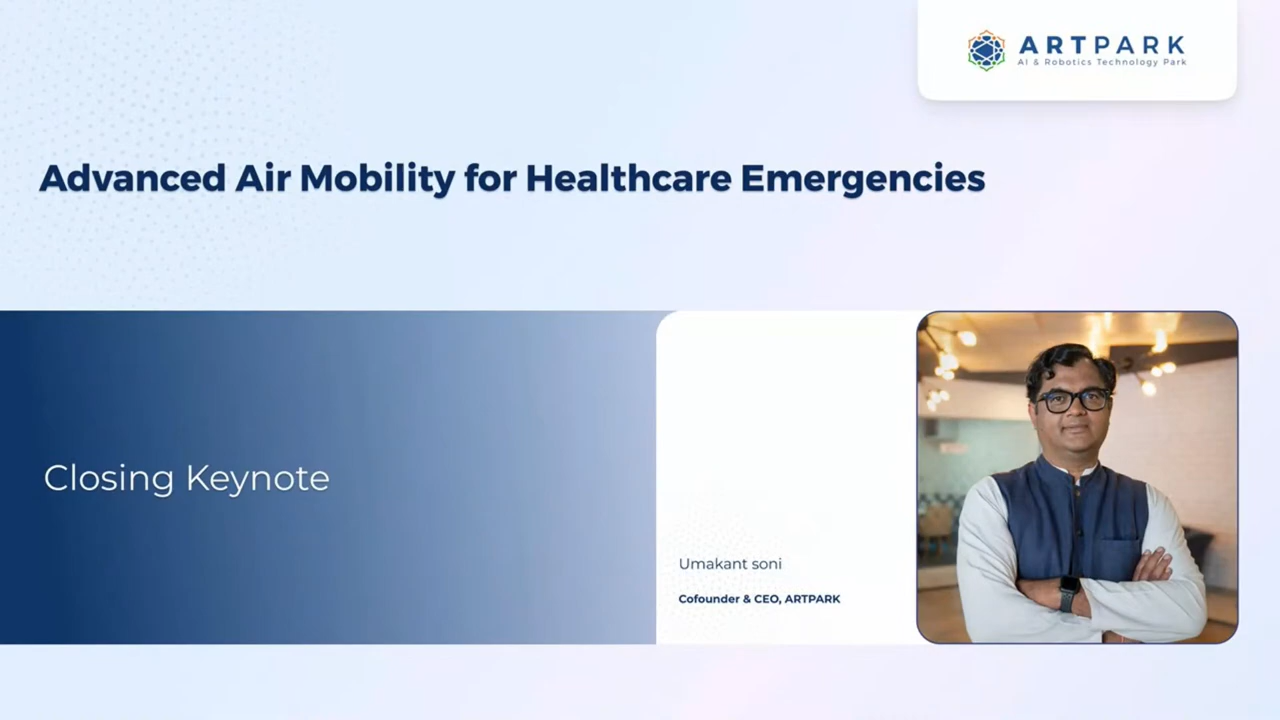 ARTPARK
AI & Robotics Technology Park
Advanced Air Mobility for Healthcare Emergencies
Closing Keynote
Umakant soni
Cofounder & CEO, ARTPARK